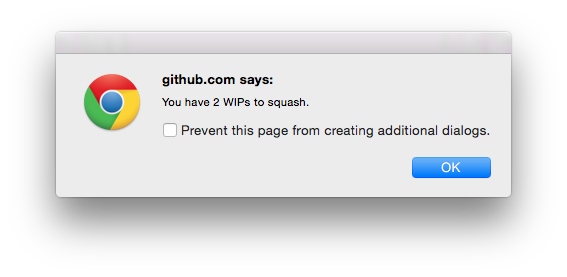 github.com says:
You have 2 WIPs to squash.
Prevent this page from creating additional dialogs.
OK